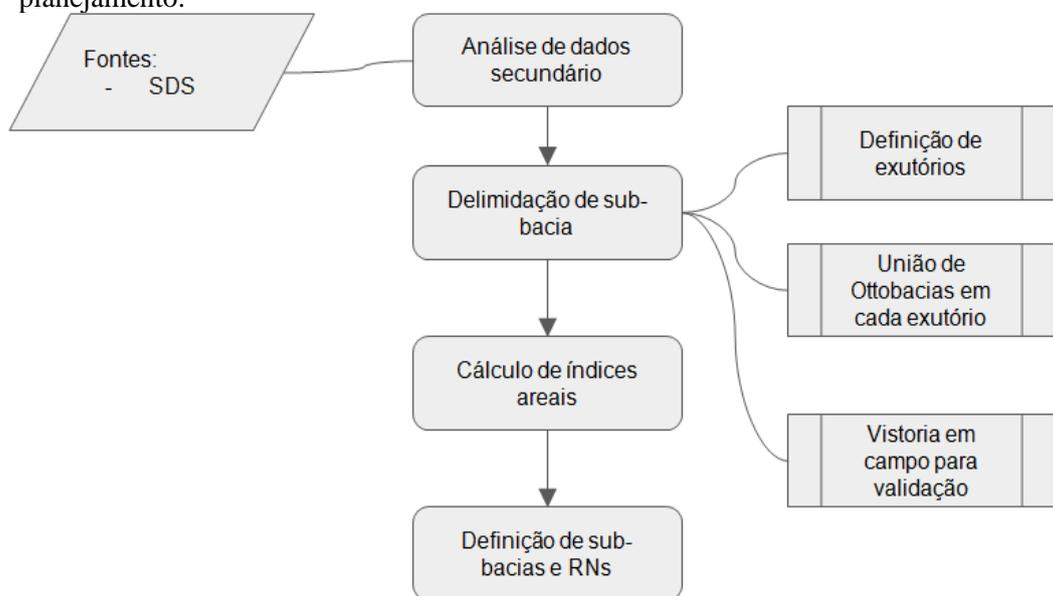 planejamento.
Fontes:
- SDS
Análise de dados
secundário
Delimidação de sub-
bacia
Definição de
exutórios
União de
Ottobacias em
cada exutório
Cálculo de índices
areais
Vistoria em
campo para
validação
Definição de sub-
bacias e RNs